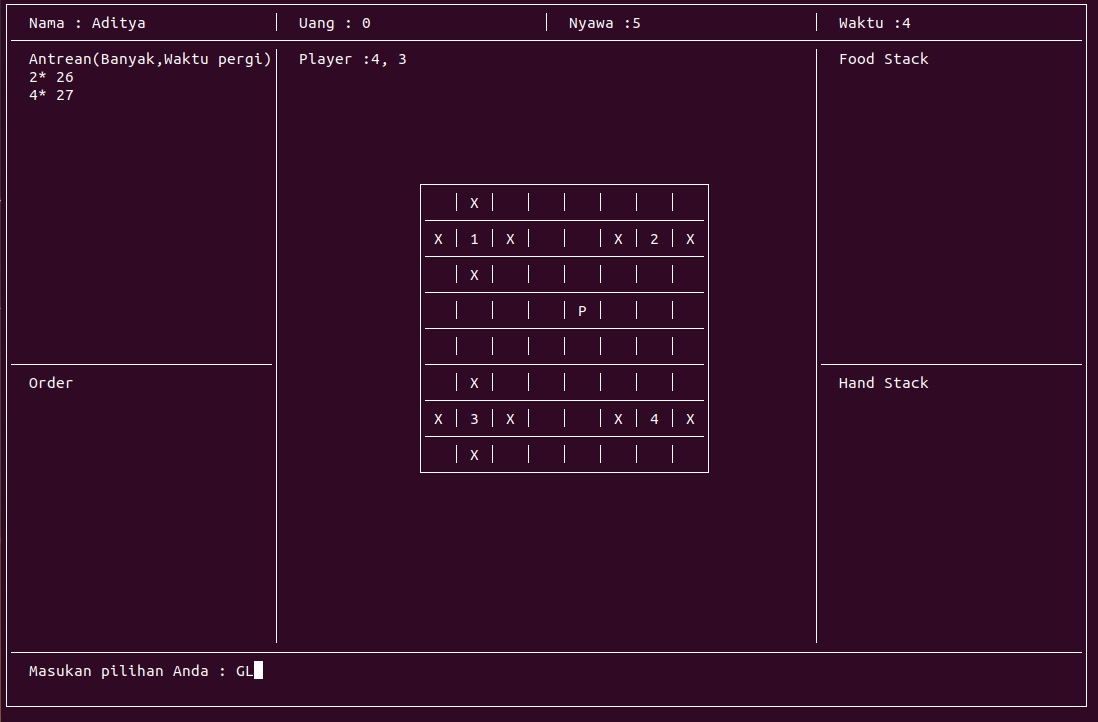 Nama : Aditya Uang : 0 Nyawa :5 Waktu :4
Antrean(Banyak,Waktu pergi) Player :4, 3 Food Stack
2* 26
4* 27
X
X 1 X X 2 X
X
P
Order X Hand Stack
X 3 X X 4 X
X
Masukan pilihan Anda : GL